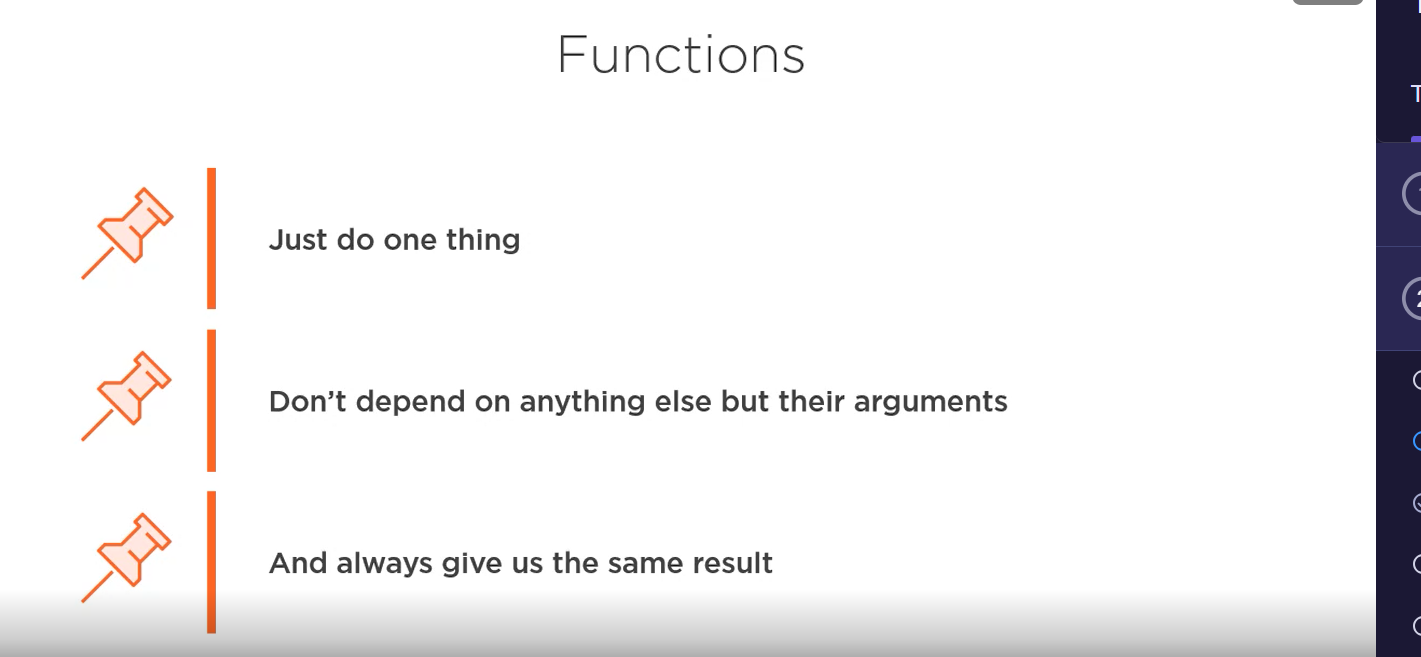 Functions
Just do one thing
Don’t depend on anything else but their arguments
And always give us the same result